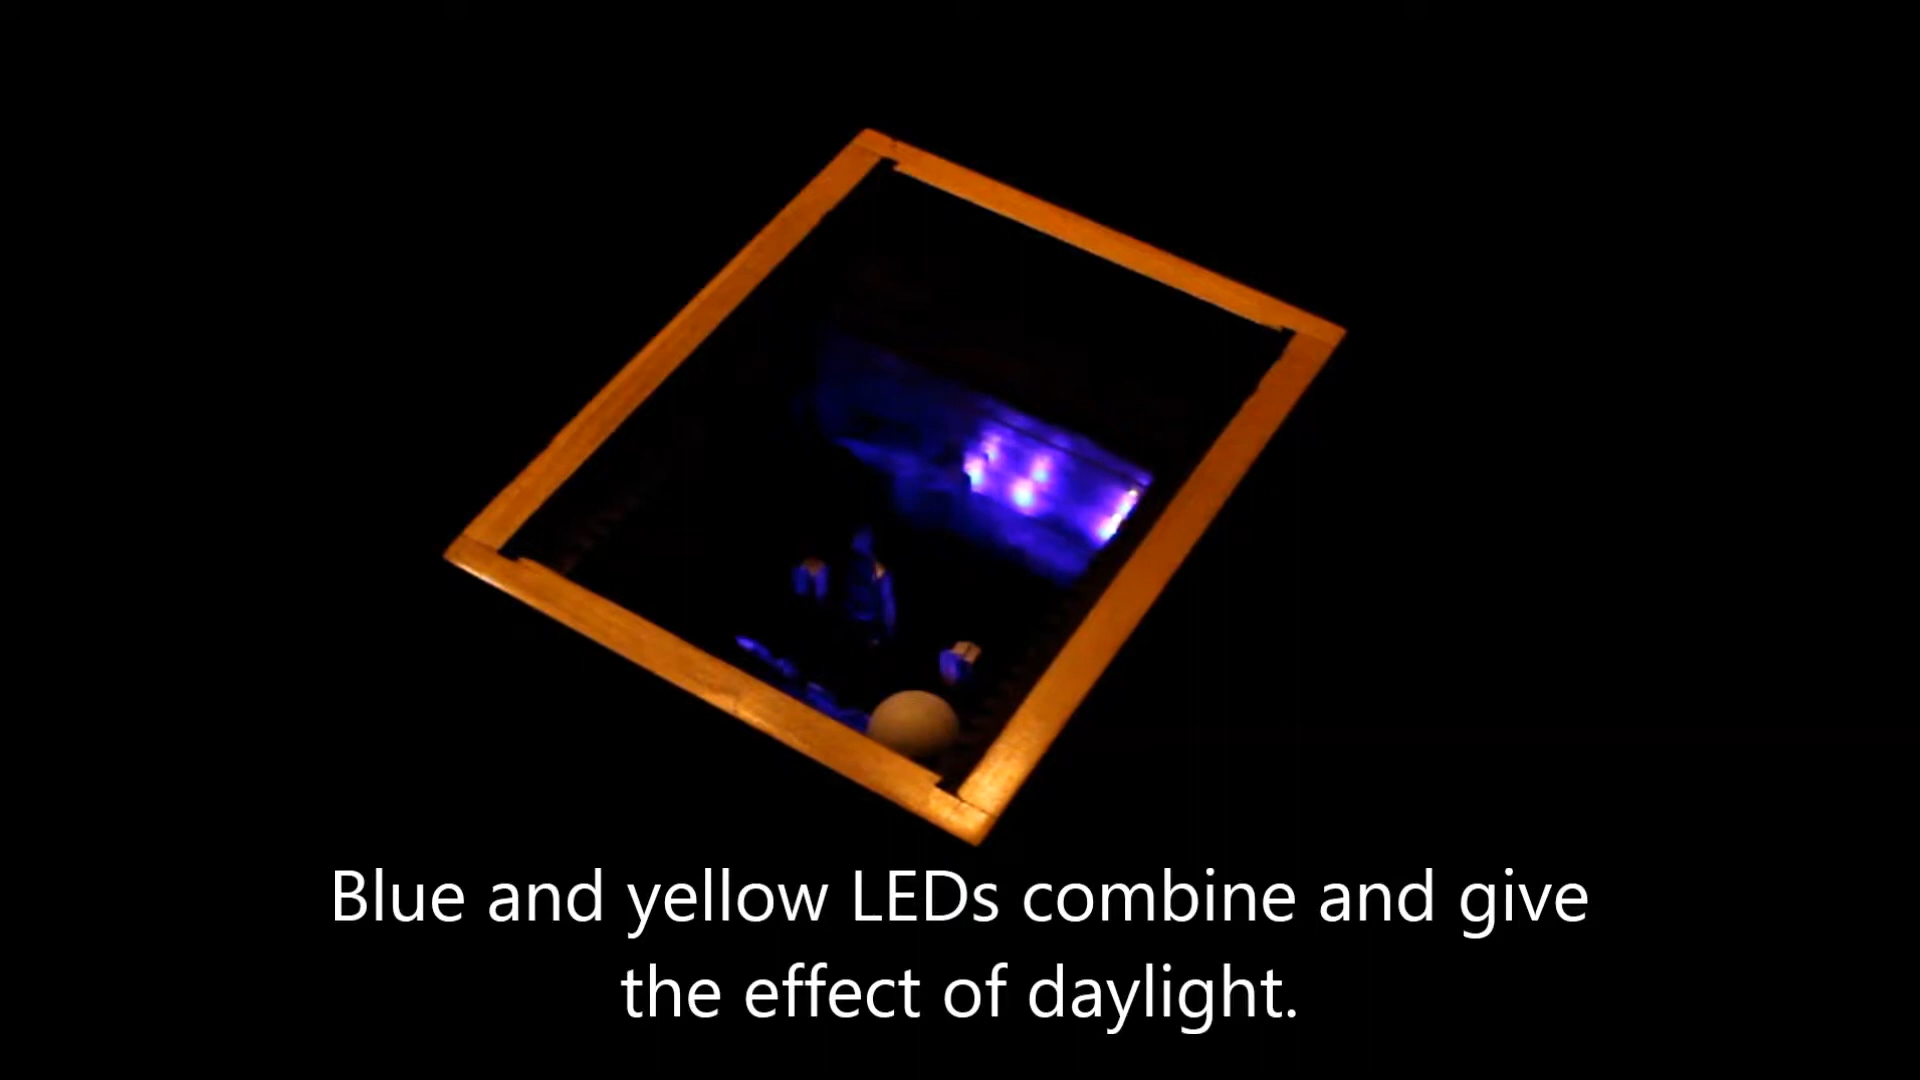 Blue and yellow LEDs combine and give
the effect of daylight.